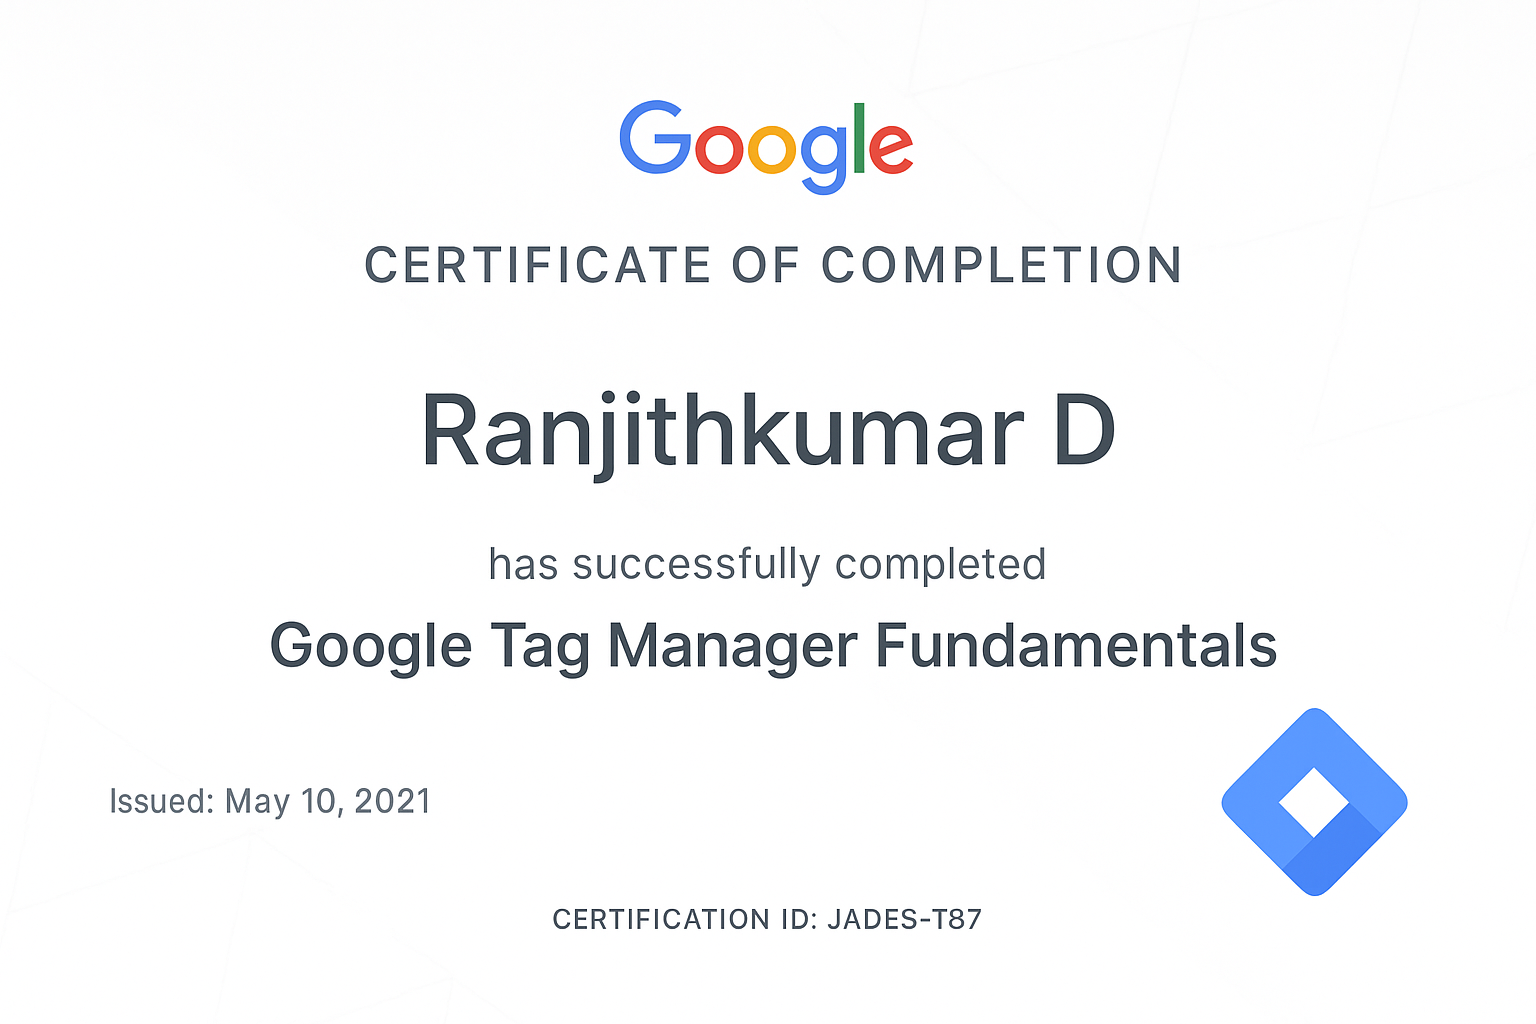 Google
CERTIFICATE OF COMPLETION
Ranjithkumar D
has successfully completed
Google Tag Manager Fundamentals
Issued: May 10, 2021
CERTIFICATION ID: JADES-T87